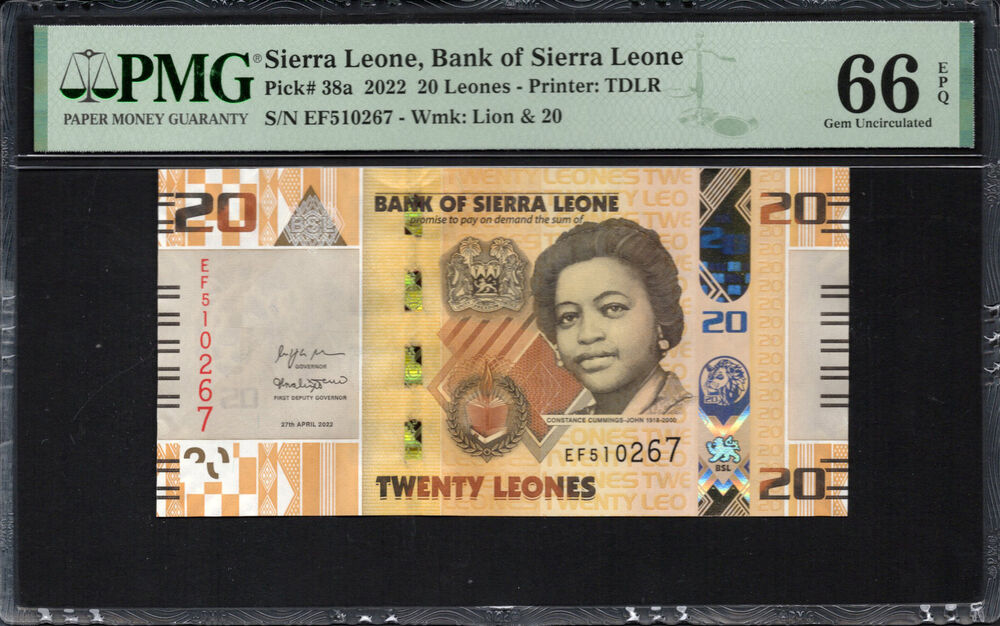 PMG®
PAPER MONEY GUARANTY
Sierra Leone, Bank of Sierra Leone
Pick# 38a 2022 20 Leones - Printer: TDLR
S/N EF510267 - Wmk: Lion & 20
66
EPQ
Gem Uncirculated
20
BSL
BANK OF SIERRA LEONE
promise to pay on demand the sum of
20
EF510267
GOVERNOR
FIRST DEPUTY GOVERNOR
27th APRIL 2022
20
20
CONSTANCE CUMMINGS-JOHN 1918-2000
EF510267
BSL
20
TWENTY LEONES
20